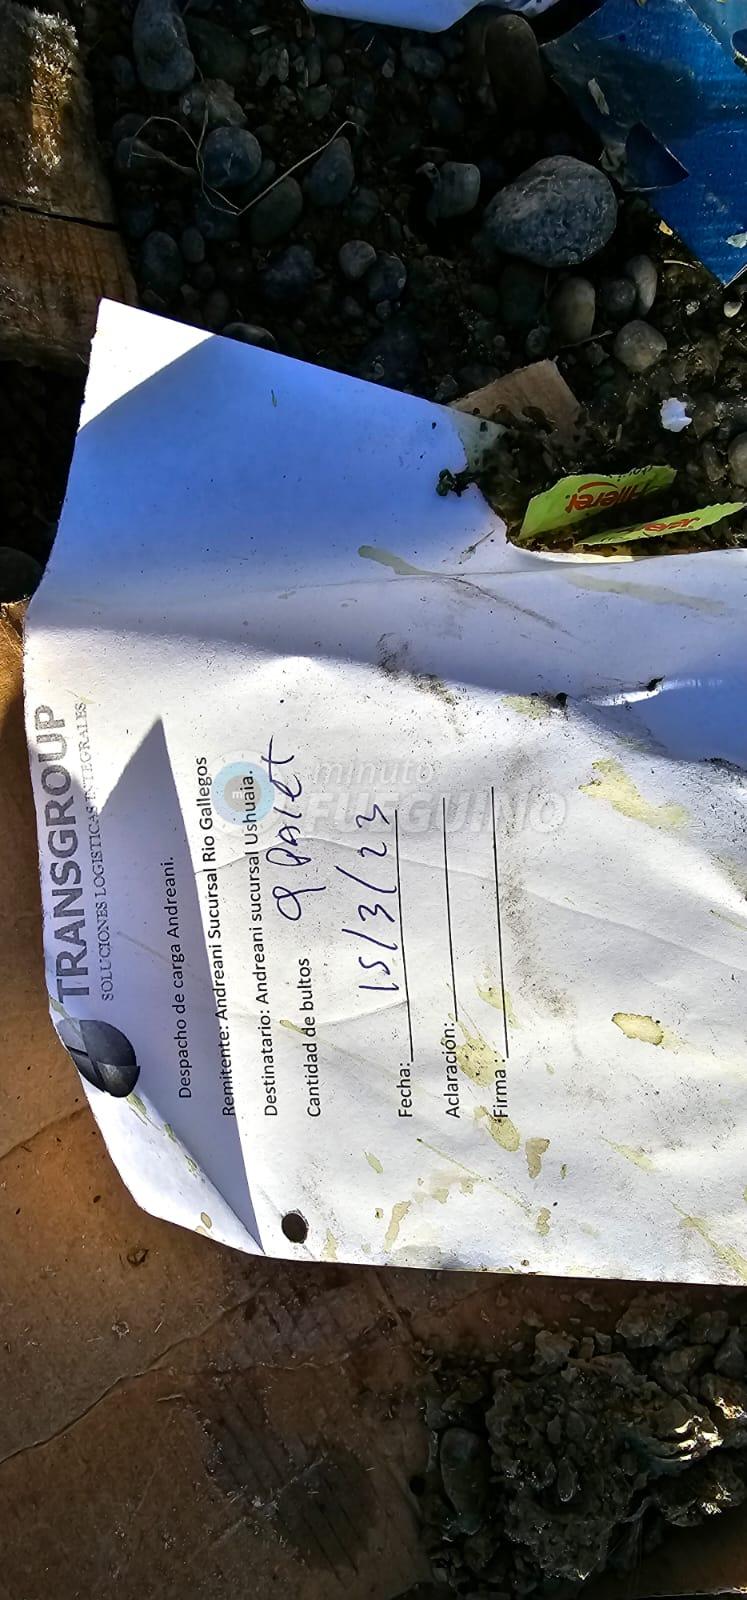 TRANSGROUP
SOLUCIONES LOGISTICAS INTEGRALES
Despacho de carga Andreani.
Remitente: Andreani Sucursal Rio Gallegos
Destinatario: Andreani sucursal Ushuaia.
Cantidad de bultos 9 Palet
Fecha: 15/3/23
Aclaración:
Firma :
minuto
FUEGUINO